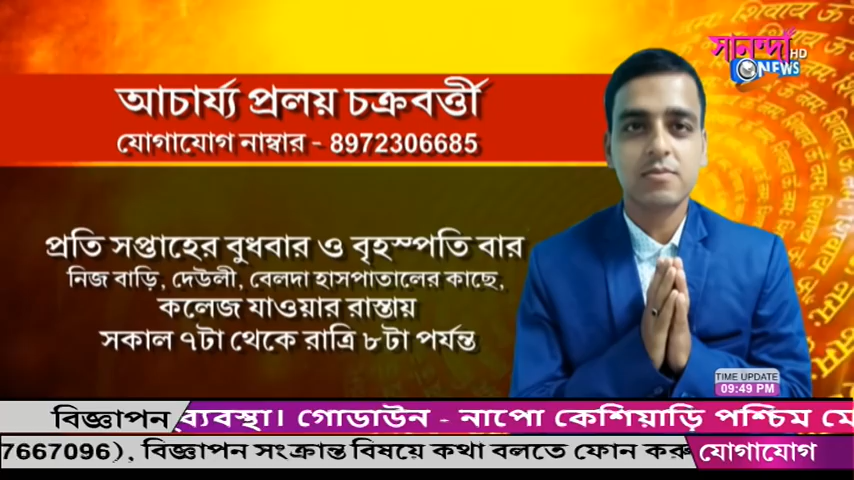 সানন্দা HD
NEWS
আচার্য্য প্রলয় চক্রবর্ত্তী
যোগাযোগ নাম্বার - 8972306685
প্রতি সপ্তাহের বুধবার ও বৃহস্পতি বার
নিজ বাড়ি, দেউলী, বেলদা হাসপাতালের কাছে,
কলেজ যাওয়ার রাস্তায়
সকাল ৭টা থেকে রাত্রি ৮টা পর্যন্ত
TIME UPDATE
09:49 PM
বিজ্ঞাপন ব্যবস্থা। গোডাউন - নাপো কেশিয়াড়ি পশ্চিম মে
7667096), বিজ্ঞাপন সংক্রান্ত বিষয়ে কথা বলতে ফোন করু যোগাযোগ